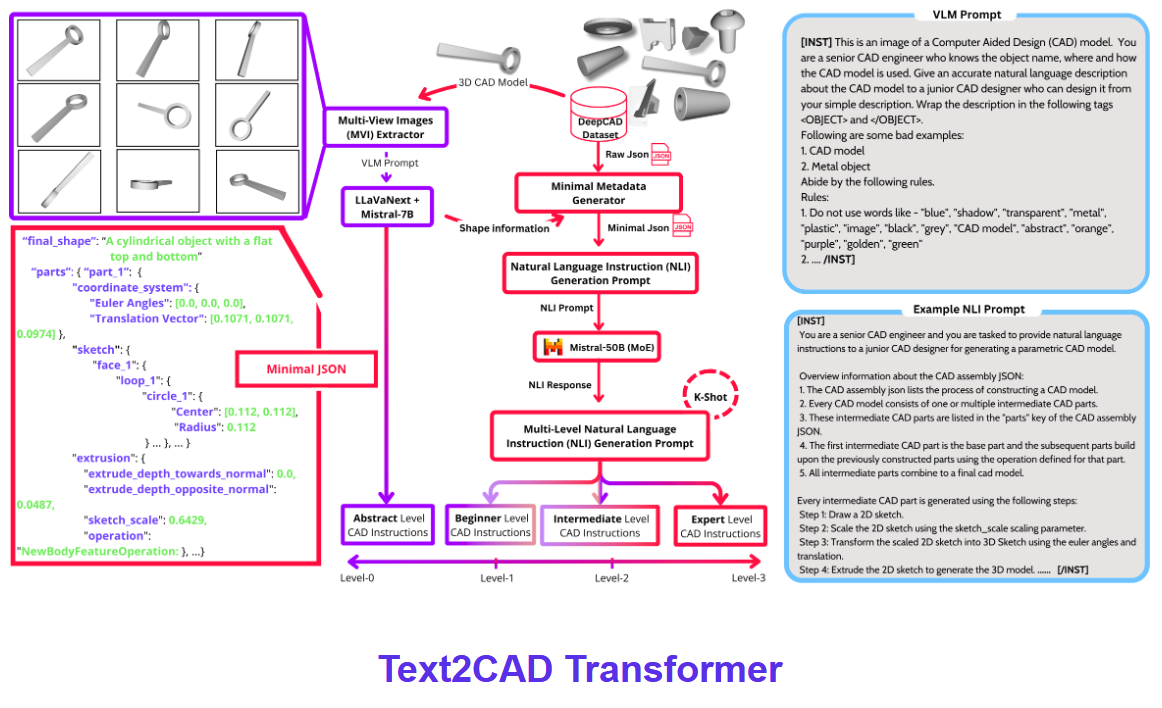 3D CAD Model
DeepCAD
Dataset
Multi-View Images
(MVI) Extractor
VLM Prompt
LLaVaNext +
Mistral-7B
Shape information
Raw Json
JSON
Minimal Metadata
Generator
Minimal Json
JSON
Natural Language Instruction (NLI)
Generation Prompt
NLI Prompt
Mistral-50B (MoE)
NLI Response
K-Shot
Multi-Level Natural Language
Instruction (NLI) Generation Prompt
Abstract Level
CAD Instructions
Beginner Level
CAD Instructions
Intermediate Level
CAD Instructions
Expert Level
CAD Instructions
Level-0
Level-1
Level-2
Level-3
"final_shape": "A cylindrical object with a flat
top and bottom"
"parts": { "part_1": {
"coordinate_system": {
"Euler Angles": [0.0, 0.0, 0.0],
"Translation Vector": [0.1071, 0.1071,
0.0974] },
"sketch": {
"face_1": {
"loop_1": {
"circle_1": {
"Center": [0.112, 0.112],
"Radius": 0.112
} ... }, ... }
"extrusion": {
"extrude_depth_towards_normal": 0.0,
"extrude_depth_opposite_normal":
0.0487,
"sketch_scale": 0.6429,
"operation":
"NewBodyFeatureOperation: }, ...}
Minimal JSON
VLM Prompt
[INST] This is an image of a Computer Aided Design (CAD) model. You
are a senior CAD engineer who knows the object name, where and how
the CAD model is used. Give an accurate natural language description
about the CAD model to a junior CAD designer who can design it from
your simple description. Wrap the description in the following tags
<OBJECT> and </OBJECT>.
Following are some bad examples:
1. CAD model
2. Metal object
Abide by the following rules.
Rules:
1. Do not use words like - "blue", "shadow", "transparent", "metal",
"plastic", "image", "black", "grey", "CAD model", "abstract", "orange",
"purple", "golden", "green"
2. .... /INST]
Example NLI Prompt
[INST]
You are a senior CAD engineer and you are tasked to provide natural language
instructions to a junior CAD designer for generating a parametric CAD model.
Overview information about the CAD assembly JSON:
1. The CAD assembly json lists the process of constructing a CAD model.
2. Every CAD model consists of one or multiple intermediate CAD parts.
3. These intermediate CAD parts are listed in the "parts" key of the CAD assembly
JSON.
4. The first intermediate CAD part is the base part and the subsequent parts build
upon the previously constructed parts using the operation defined for that part.
5. All intermediate parts combine to a final cad model.
Every intermediate CAD part is generated using the following steps:
Step 1: Draw a 2D sketch.
Step 2: Scale the 2D sketch using the sketch_scale scaling parameter.
Step 3: Transform the scaled 2D sketch into 3D Sketch using the euler angles and
translation.
Step 4: Extrude the 2D sketch to generate the 3D model. ...... [/INST]
Text2CAD Transformer